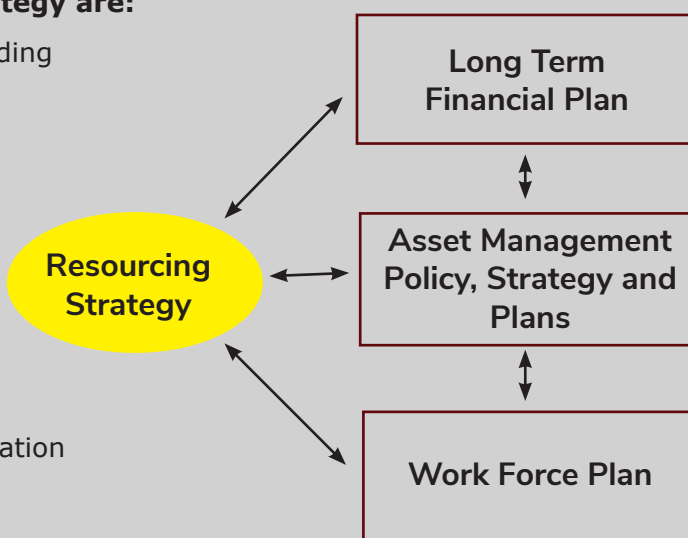 tegy are:
ding
Long Term
Financial Plan
Asset Management
Policy, Strategy and
Plans
Resourcing
Strategy
ation
Work Force Plan